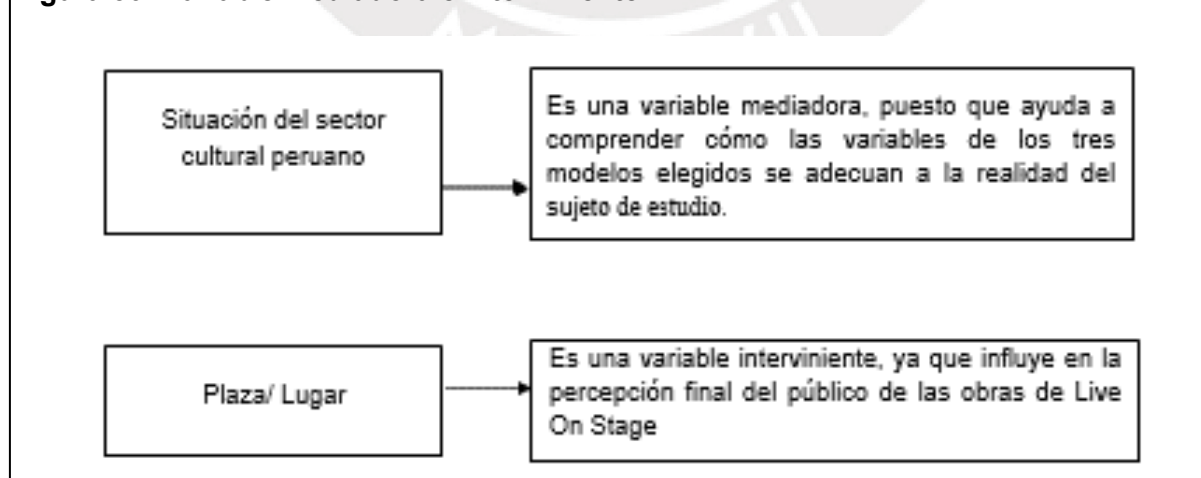 Situación del sector
cultural peruano
Es una variable mediadora, puesto que ayuda a
comprender cómo las variables de los tres
modelos elegidos se adecuan a la realidad del
sujeto de estudio.
Plaza/ Lugar
Es una variable interviniente, ya que influye en la
percepción final del público de las obras de Live
On Stage